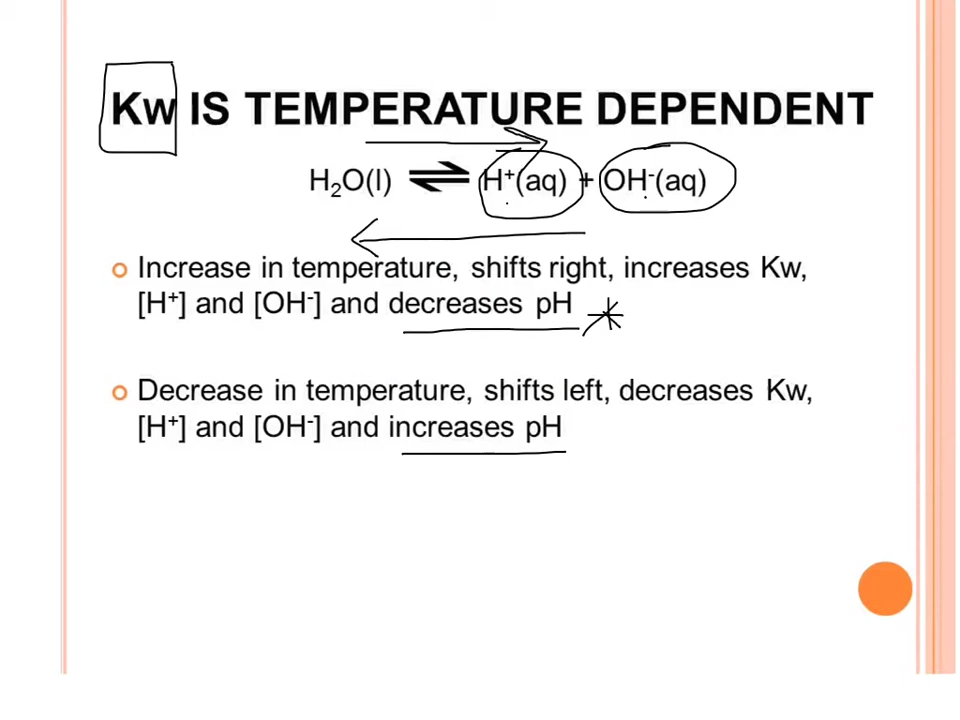 Kw IS TEMPERATURE DEPENDENT
H₂O(l) ⇌ H⁺(aq) + OH⁻(aq)
Increase in temperature, shifts right, increases Kw,
[H⁺] and [OH⁻] and decreases pH
Decrease in temperature, shifts left, decreases Kw,
[H⁺] and [OH⁻] and increases pH